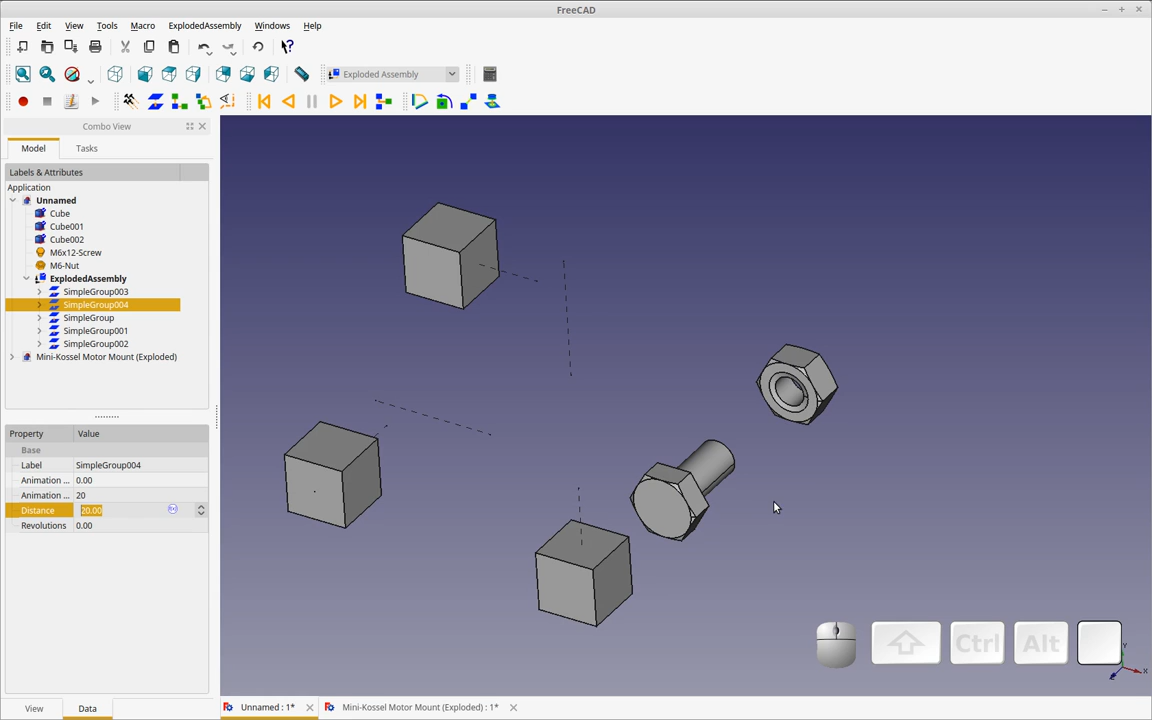 FreeCAD
File Edit View Tools Macro ExplodedAssembly Windows Help
Exploded Assembly
Combo View
Model Tasks
Labels & Attributes
Application
Unnamed
Cube
Cube001
Cube002
M6x12-Screw
M6-Nut
ExplodedAssembly
SimpleGroup003
SimpleGroup004
SimpleGroup
SimpleGroup001
SimpleGroup002
Mini-Kossel Motor Mount (Exploded)
Property Value
Base
Label SimpleGroup004
Animation ... 0.00
Animation ... 20
Distance 20.00
Revolutions 0.00
Ctrl Alt
Y
X
View Data
Unnamed : 1*
Mini-Kossel Motor Mount (Exploded) : 1*